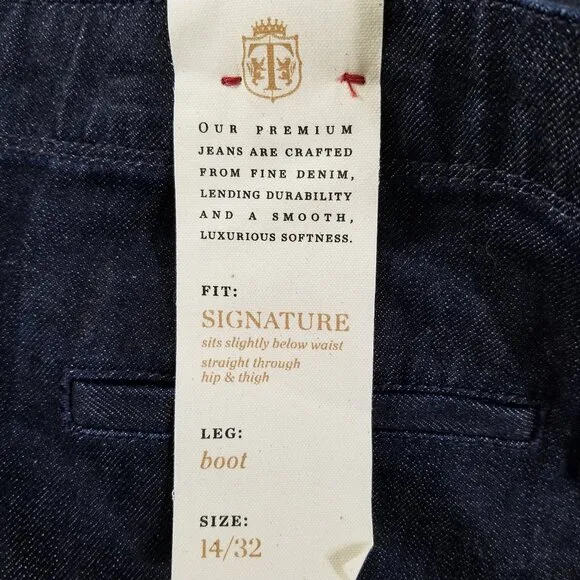 T
OUR PREMIUM
JEANS ARE CRAFTED
FROM FINE DENIM,
LENDING DURABILITY
AND A SMOOTH,
LUXURIOUS SOFTNESS.
FIT:
SIGNATURE
sits slightly below waist
straight through
hip & thigh
LEG:
boot
SIZE:
14/32